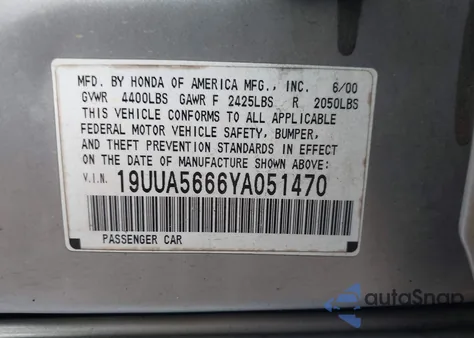 MFD. BY HONDA OF AMERICA MFG., INC. 6/00
GVWR 4400LBS GAWR F 2425LBS R 2050LBS
THIS VEHICLE CONFORMS TO ALL APPLICABLE
FEDERAL MOTOR VEHICLE SAFETY, BUMPER,
AND THEFT PREVENTION STANDARDS IN EFFECT
ON THE DATE OF MANUFACTURE SHOWN ABOVE:
V.I.N. 19UUA5666YA051470
PASSENGER CAR
autoSnap